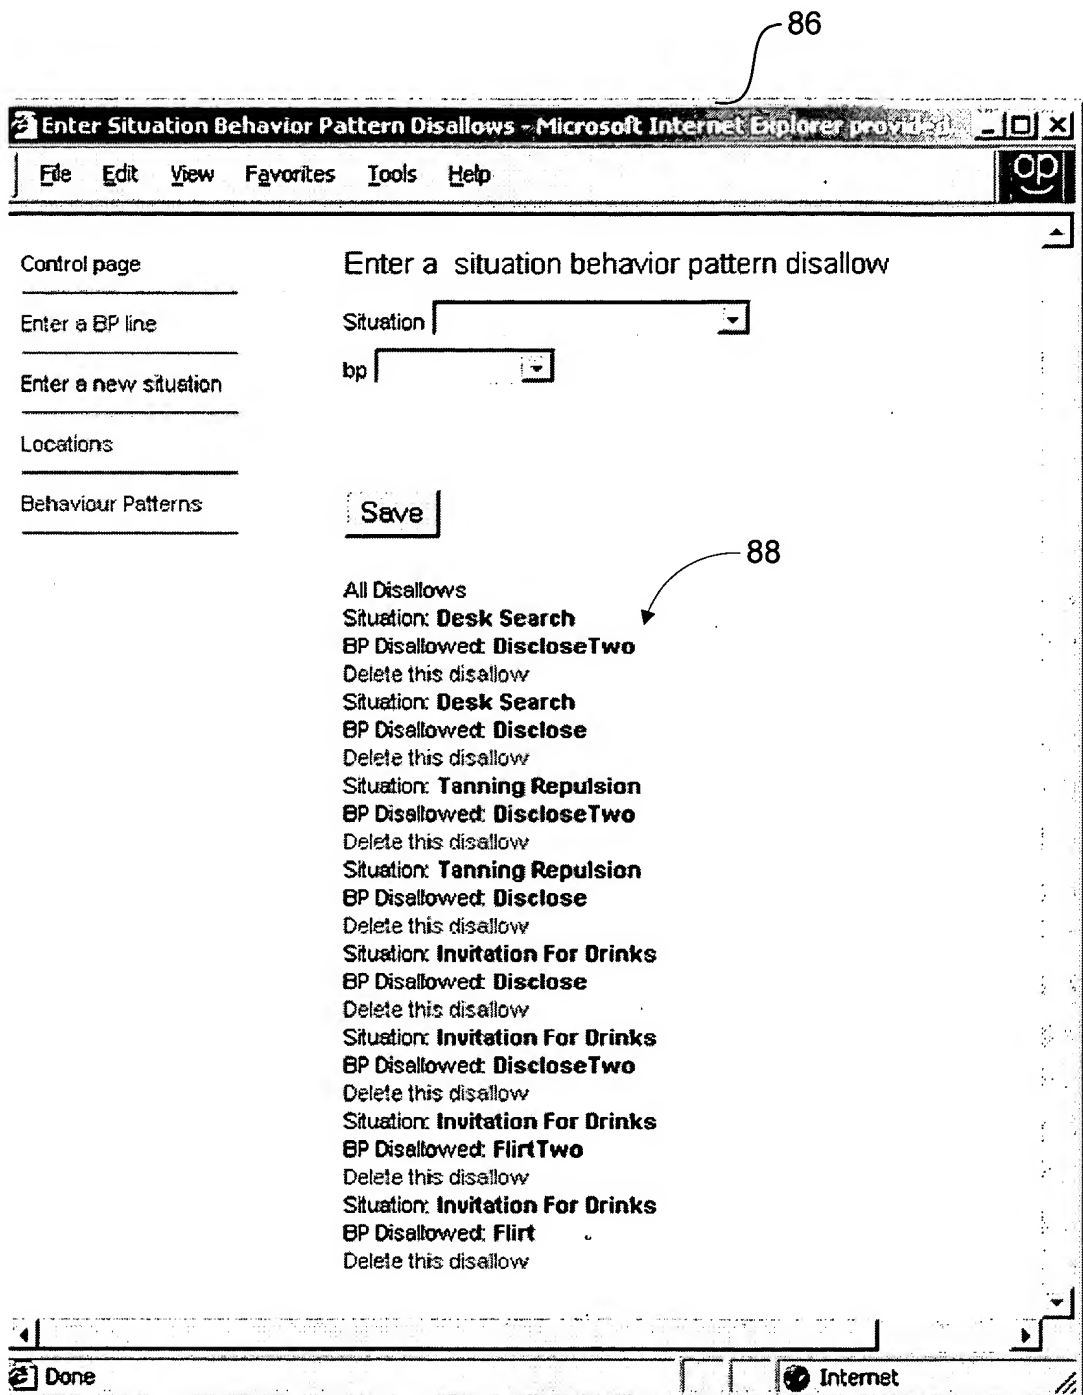 86
Enter Situation Behavior Pattern Disallows - Microsoft Internet Explorer provided
File Edit View Favorites Tools Help
op
Control page
Enter a BP line
Enter a new situation
Locations
Behaviour Patterns
Enter a situation behavior pattern disallow
Situation
bp
Save
88
All Disallows
Situation: Desk Search
BP Disallowed: DiscloseTwo
Delete this disallow
Situation: Desk Search
BP Disallowed: Disclose
Delete this disallow
Situation: Tanning Repulsion
BP Disallowed: DiscloseTwo
Delete this disallow
Situation: Tanning Repulsion
BP Disallowed: Disclose
Delete this disallow
Situation: Invitation For Drinks
BP Disallowed: Disclose
Delete this disallow
Situation: Invitation For Drinks
BP Disallowed: DiscloseTwo
Delete this disallow
Situation: Invitation For Drinks
BP Disallowed: FlirtTwo
Delete this disallow
Situation: Invitation For Drinks
BP Disallowed: Flirt
Delete this disallow
Done
Internet